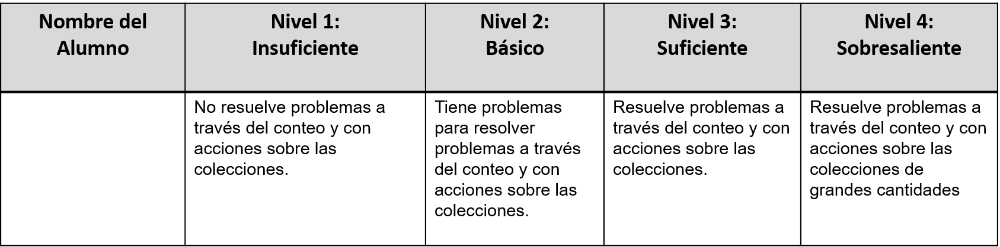 Nombre del
Alumno
Nivel 1:
Insuficiente
Nivel 2:
Básico
Nivel 3:
Suficiente
Nivel 4:
Sobresaliente
No resuelve problemas a
través del conteo y con
acciones sobre las
colecciones.
Tiene problemas
para resolver
problemas a través
del conteo y con
acciones sobre las
colecciones.
Resuelve problemas a
través del conteo y con
acciones sobre las
colecciones.
Resuelve problemas a
través del conteo y con
acciones sobre las
colecciones de
grandes cantidades